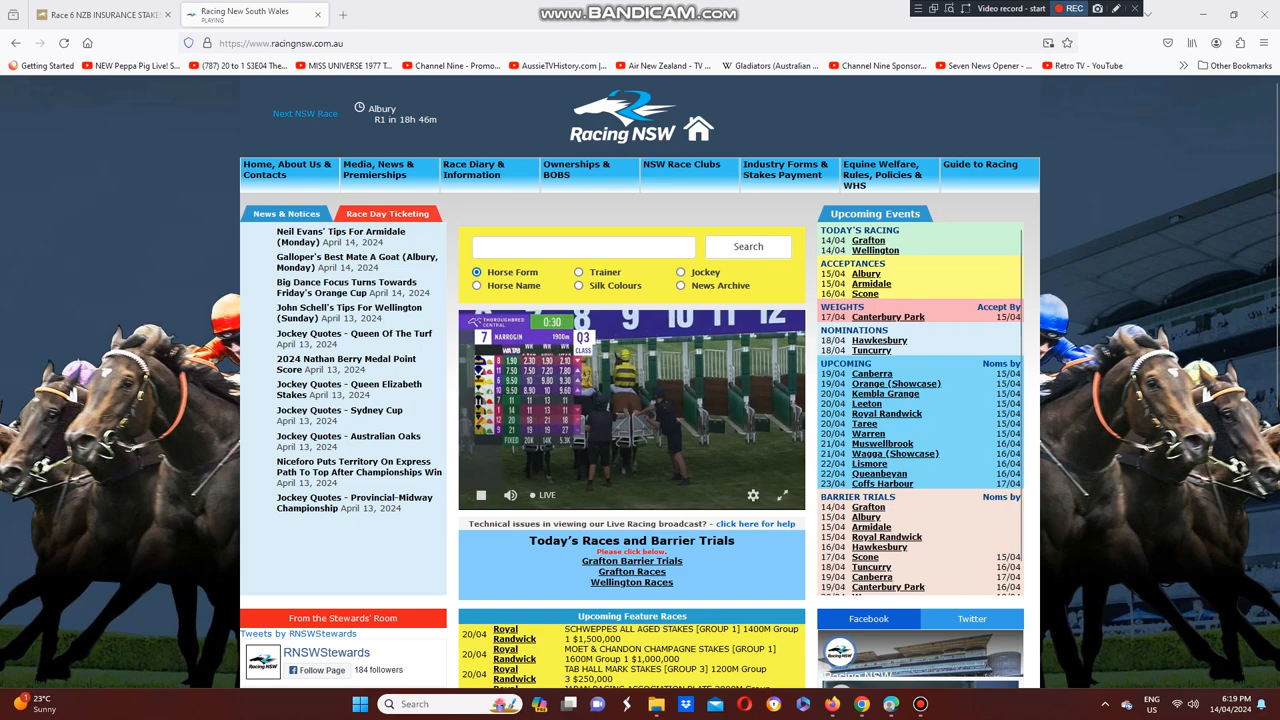 www.BANDICAM.com
Video record - start
REC
Race 6 NZB INSURANCE STAKES
Racing New South Wales
PLAYING
https://www.racingnsw.com.au
Getting Started
NEW Peppa Pig Live! S...
(787) 20 to 1 S3E04 The...
MISS UNIVERSE 1977 T...
Channel Nine - Promo...
AussieTVHistory.com |...
Air New Zealand - TV ...
Gladiators (Australian ...
Channel Nine Sponsor...
Seven News Opener - ...
Retro TV - YouTube
Other Bookmarks
Next NSW Race
Albury
R1 in 18h 46m
Racing NSW
Home, About Us &
Contacts
Media, News &
Premierships
Race Diary &
Information
Ownerships &
BOBS
NSW Race Clubs
Industry Forms &
Stakes Payment
Equine Welfare,
Rules, Policies &
WHS
Guide to Racing
News & Notices
Race Day Ticketing
Neil Evans' Tips For Armidale
(Monday) April 14, 2024
Galloper's Best Mate A Goat (Albury,
Monday) April 14, 2024
Big Dance Focus Turns Towards
Friday's Orange Cup April 14, 2024
John Schell's Tips For Wellington
(Sunday) April 13, 2024
Jockey Quotes - Queen Of The Turf
April 13, 2024
2024 Nathan Berry Medal Point
Score April 13, 2024
Jockey Quotes - Queen Elizabeth
Stakes April 13, 2024
Jockey Quotes - Sydney Cup
April 13, 2024
Jockey Quotes - Australian Oaks
April 13, 2024
Niceforo Puts Territory On Express
Path To Top After Championships Win
April 13, 2024
Jockey Quotes - Provincial-Midway
Championship April 13, 2024
From the Stewards' Room
Tweets by RNSWStewards
RNSWStewards
Follow Page
184 followers
Search
Horse Form
Trainer
Jockey
Horse Name
Silk Colours
News Archive
THOROUGHBRED
CENTRAL
0:30
7 NARROGIN 1900m
Q3
CLASS
8 9 10 11 12
LIVE
Technical issues in viewing our Live Racing broadcast? - click here for help
Today's Races and Barrier Trials
Please click below.
Grafton Barrier Trials
Grafton Races
Wellington Races
Upcoming Feature Races
20/04 Royal Randwick SCHWEPPES ALL AGED STAKES [GROUP 1] 1400M Group
1 $1,500,000
20/04 Royal Randwick MOET & CHANDON CHAMPAGNE STAKES [GROUP 1]
1600M Group 1 $1,000,000
20/04 Royal Randwick TAB HALL MARK STAKES [GROUP 3] 1200M Group
3 $250,000
Upcoming Events
TODAY'S RACING
14/04 Grafton
14/04 Wellington
ACCEPTANCES
15/04 Albury
15/04 Armidale
16/04 Scone
WEIGHTS Accept By
17/04 Canterbury Park 15/04
NOMINATIONS
18/04 Hawkesbury
18/04 Tuncurry
UPCOMING Noms by
19/04 Canberra 15/04
19/04 Orange (Showcase) 15/04
20/04 Kembla Grange 15/04
20/04 Leeton 15/04
20/04 Royal Randwick 15/04
20/04 Taree 15/04
20/04 Warren 15/04
21/04 Muswellbrook 16/04
21/04 Wagga (Showcase) 16/04
22/04 Lismore 16/04
22/04 Queanbeyan 16/04
23/04 Coffs Harbour 17/04
BARRIER TRIALS Noms by
14/04 Grafton
15/04 Albury
15/04 Armidale
15/04 Royal Randwick
16/04 Hawkesbury
17/04 Scone 15/04
18/04 Tuncurry 16/04
19/04 Canberra 17/04
19/04 Canterbury Park 16/04
Facebook
Twitter
Racing NSW
23°C
Sunny
Search
ENG
US
6:19 PM
14/04/2024